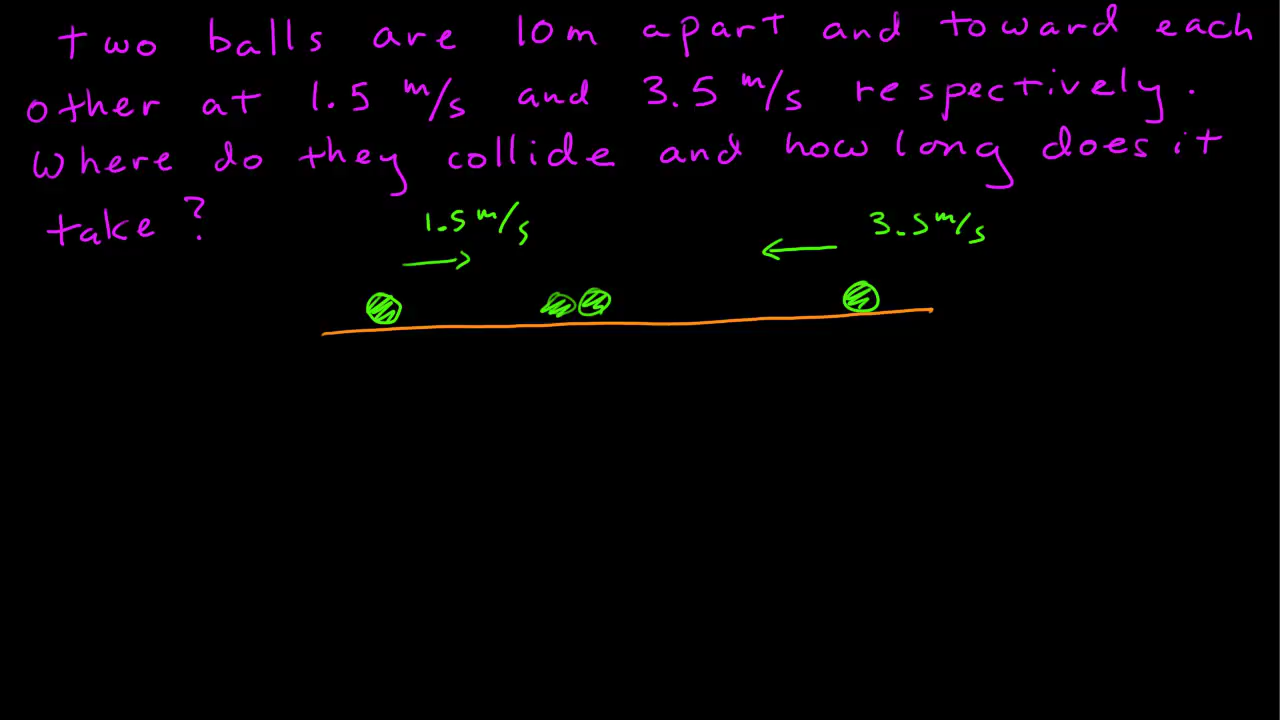 Two balls are 10m apart and toward each
other at 1.5 m/s and 3.5 m/s respectively.
Where do they collide and how long does it
take?
1.5 m/s
3.5 m/s